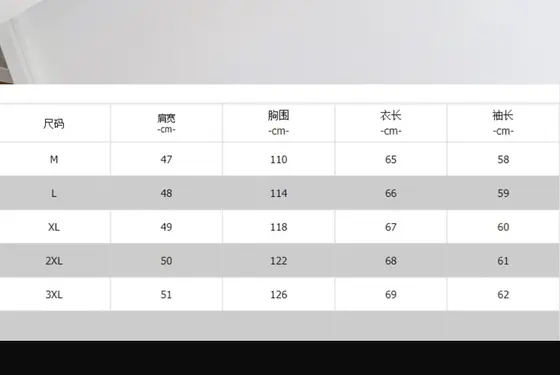 尺码 肩宽 -cm- 胸围 -cm- 衣长 -cm- 袖长 -cm-
M 47 110 65 58
L 48 114 66 59
XL 49 118 67 60
2XL 50 122 68 61
3XL 51 126 69 62